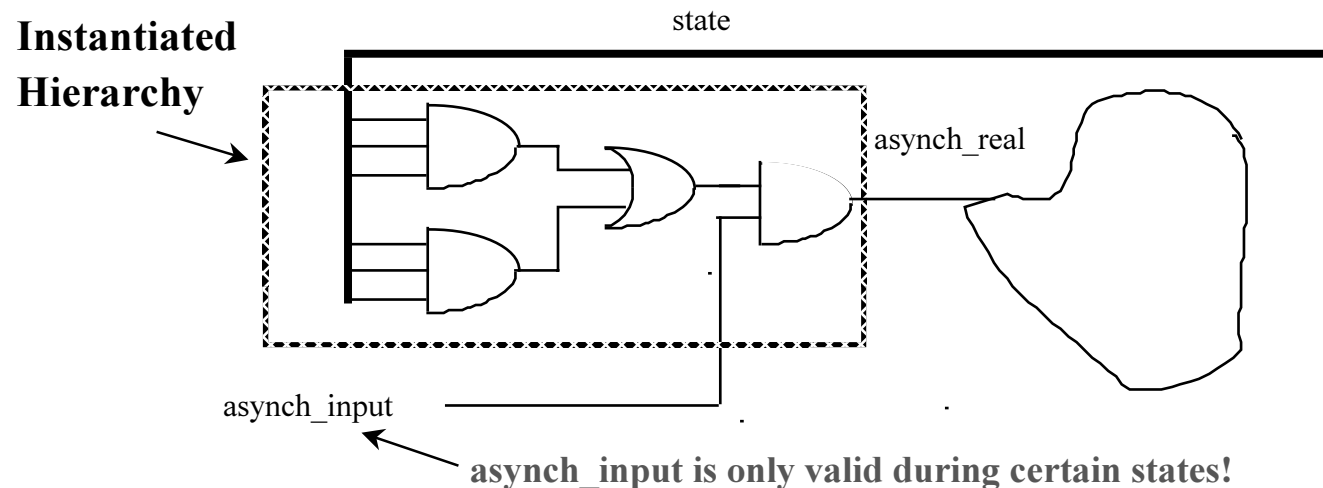 state
Instantiated
Hierarchy
asynch_real
asynch_input
asynch_input is only valid during certain states!